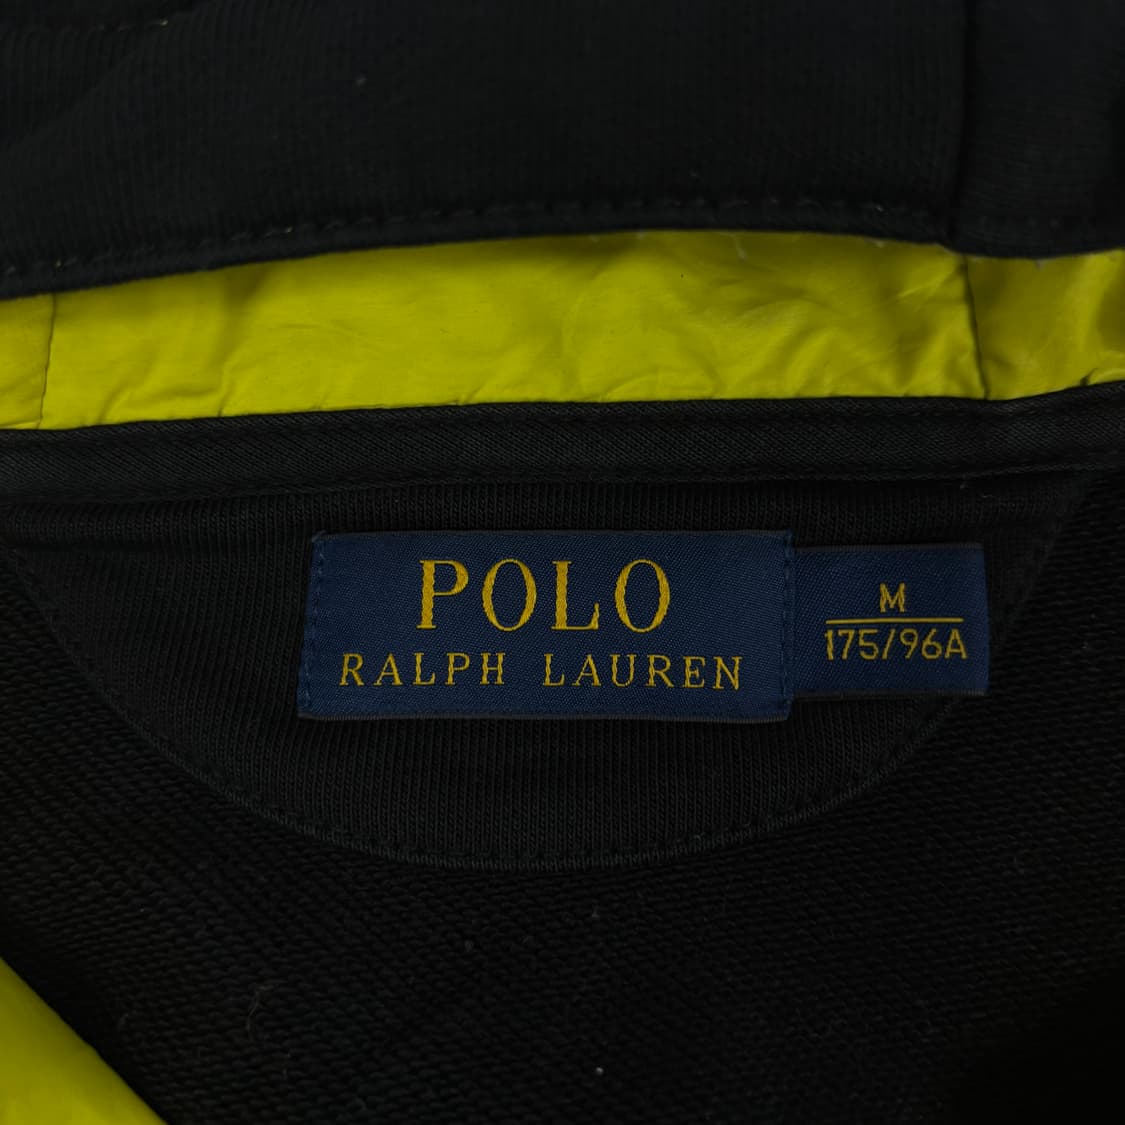 POLO
RALPH LAUREN
M
175/96A